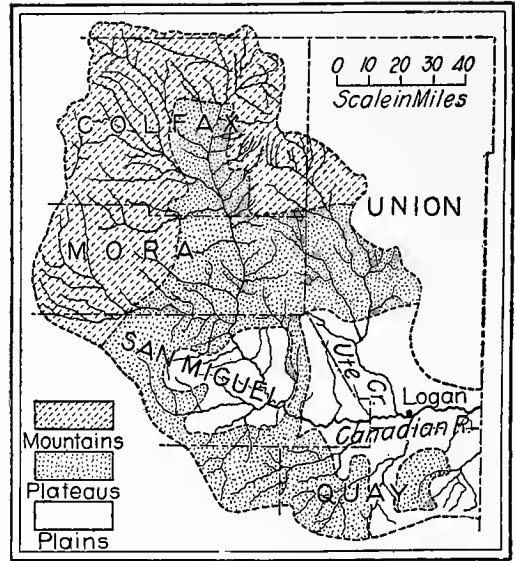 0 10 20 30 40
Scale in Miles
COLFAX
UNION
MORA
SAN MIGUEL
Ute Cr.
Logan
Canadian R.
QUAY
Mountains
Plateaus
Plains